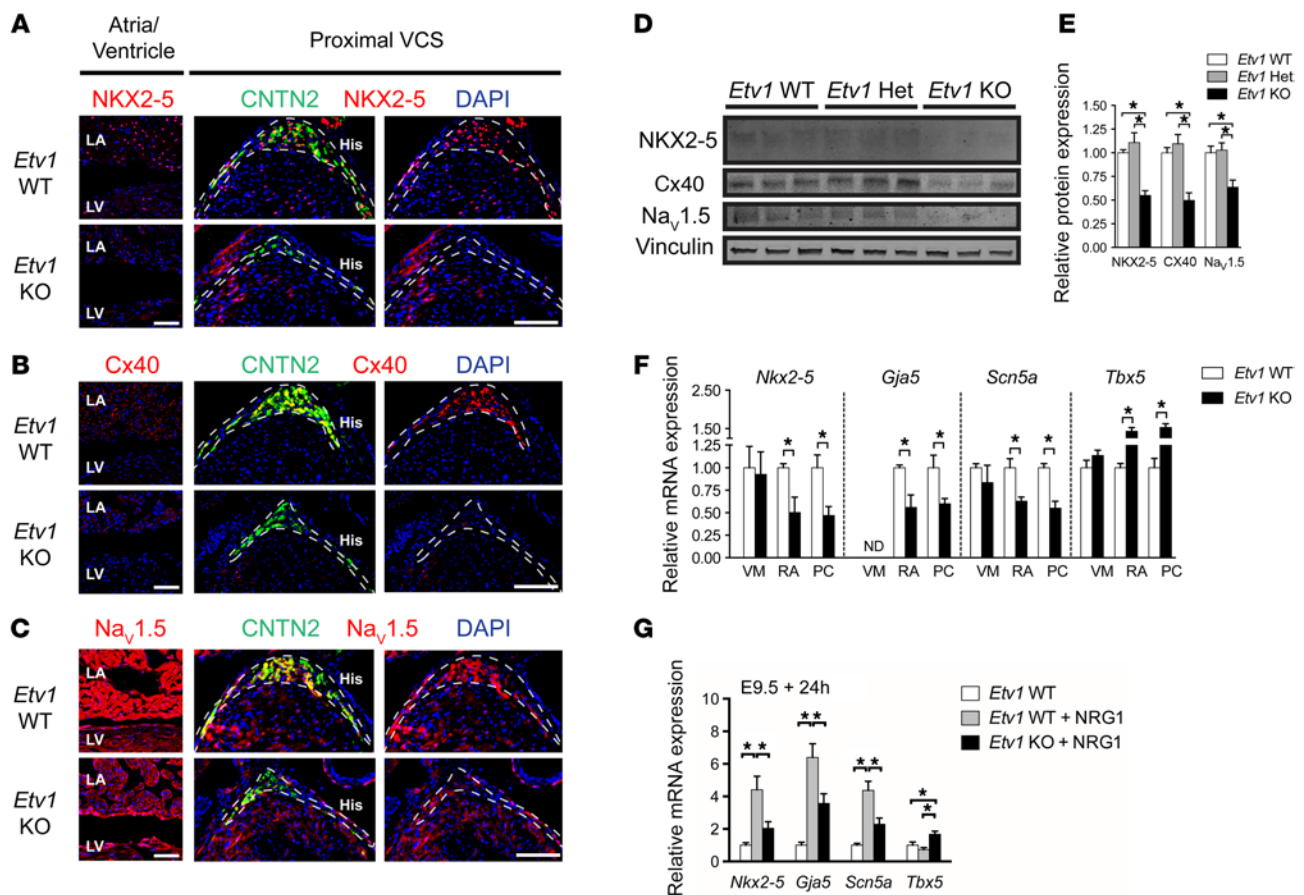 A
Atria/
Ventricle
Proximal VCS
NKX2-5
CNTN2
NKX2-5
DAPI
Etv1
WT
LA
LV
His
Etv1
KO
LA
LV
His
B
Cx40
CNTN2
Cx40
DAPI
Etv1
WT
LA
LV
His
Etv1
KO
LA
LV
His
C
NaV1.5
CNTN2
NaV1.5
DAPI
Etv1
WT
LA
LV
His
Etv1
KO
LA
LV
His
D
Etv1 WT
Etv1 Het
Etv1 KO
NKX2-5
Cx40
NaV1.5
Vinculin
E
Etv1 WT
Etv1 Het
Etv1 KO
Relative protein expression
1.50
1.25
1.00
0.75
0.50
0.25
0.00
* * * * * *
NKX2-5 CX40 NaV1.5
F
Nkx2-5
Gja5
Scn5a
Tbx5
Etv1 WT
Etv1 KO
Relative mRNA expression
2.50
1.50
1.25
1.00
0.75
0.50
0.25
0.00
* * * * * * * *
ND
VM RA PC VM RA PC VM RA PC VM RA PC
G
E9.5 + 24h
Etv1 WT
Etv1 WT + NRG1
Etv1 KO + NRG1
Relative mRNA expression
10
8
6
4
2
0
* * * * * * * *
Nkx2-5 Gja5 Scn5a Tbx5